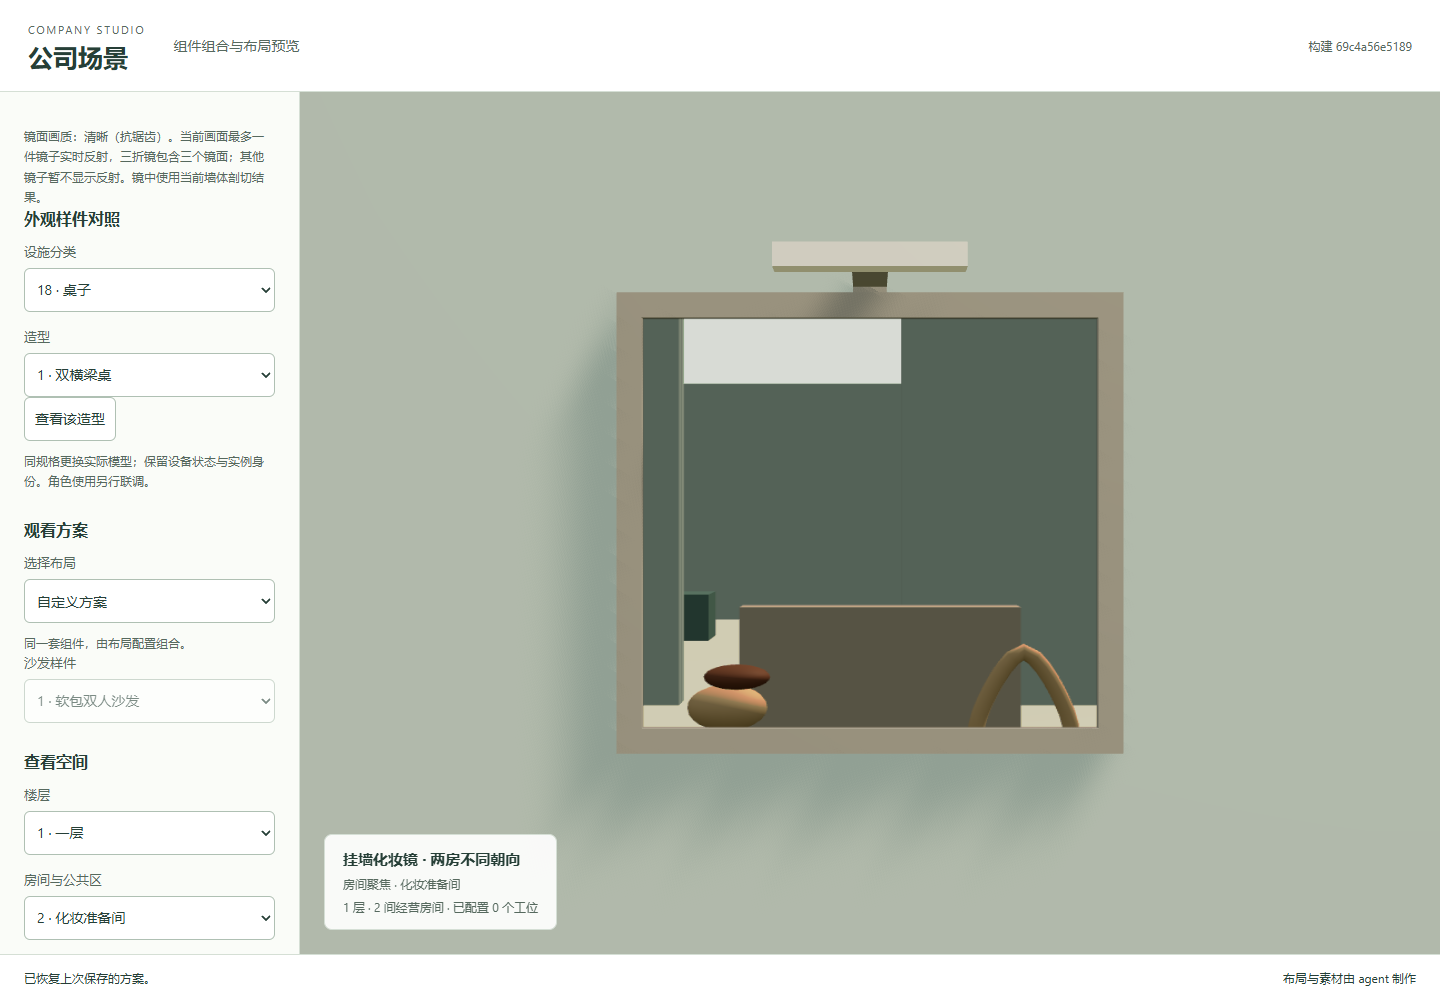 COMPANY STUDIO
公司场景
组件组合与布局预览
构建 69c4a56e5189
镜面画质：清晰（抗锯齿）。当前画面最多一
件镜子实时反射，三折镜包含三个镜面；其他
镜子暂不显示反射。镜中使用当前墙体剖切结
果。
外观样件对照
设施分类
18 · 桌子
造型
1 · 双横梁桌
查看该造型
同规格更换实际模型；保留设备状态与实例身
份。角色使用另行联调。
观看方案
选择布局
自定义方案
同一套组件，由布局配置组合。
沙发样件
1 · 软包双人沙发
查看空间
楼层
1 · 一层
房间与公共区
2 · 化妆准备间
挂墙化妆镜 · 两房不同朝向
房间聚焦 · 化妆准备间
1 层 · 2 间经营房间 · 已配置 0 个工位
已恢复上次保存的方案。
布局与素材由 agent 制作